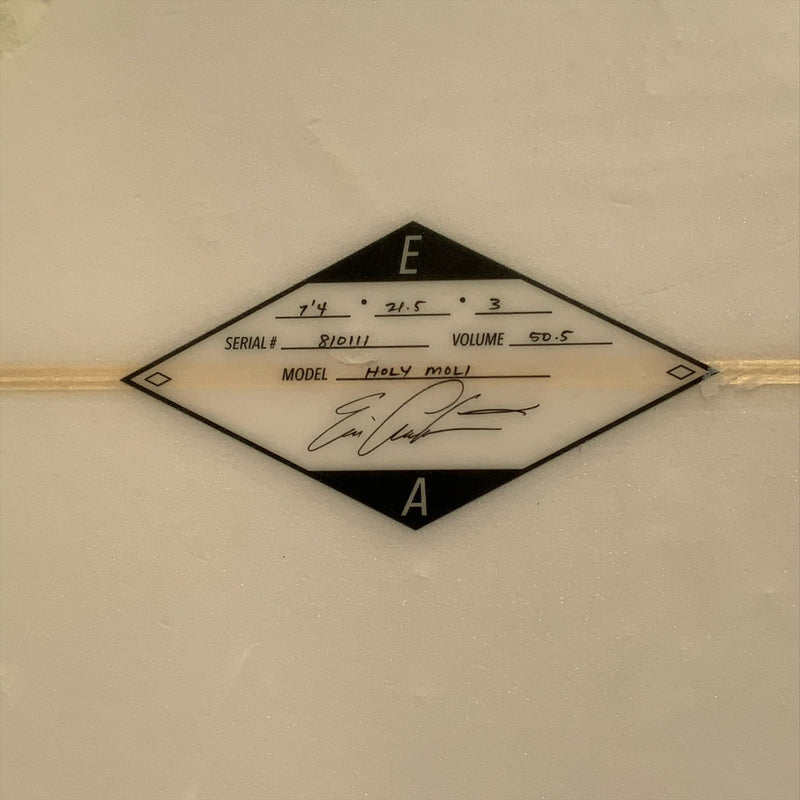 E
7'4 • 21.5 • 3
SERIAL # 810111 VOLUME 50.5
MODEL HOLY MOLI
A